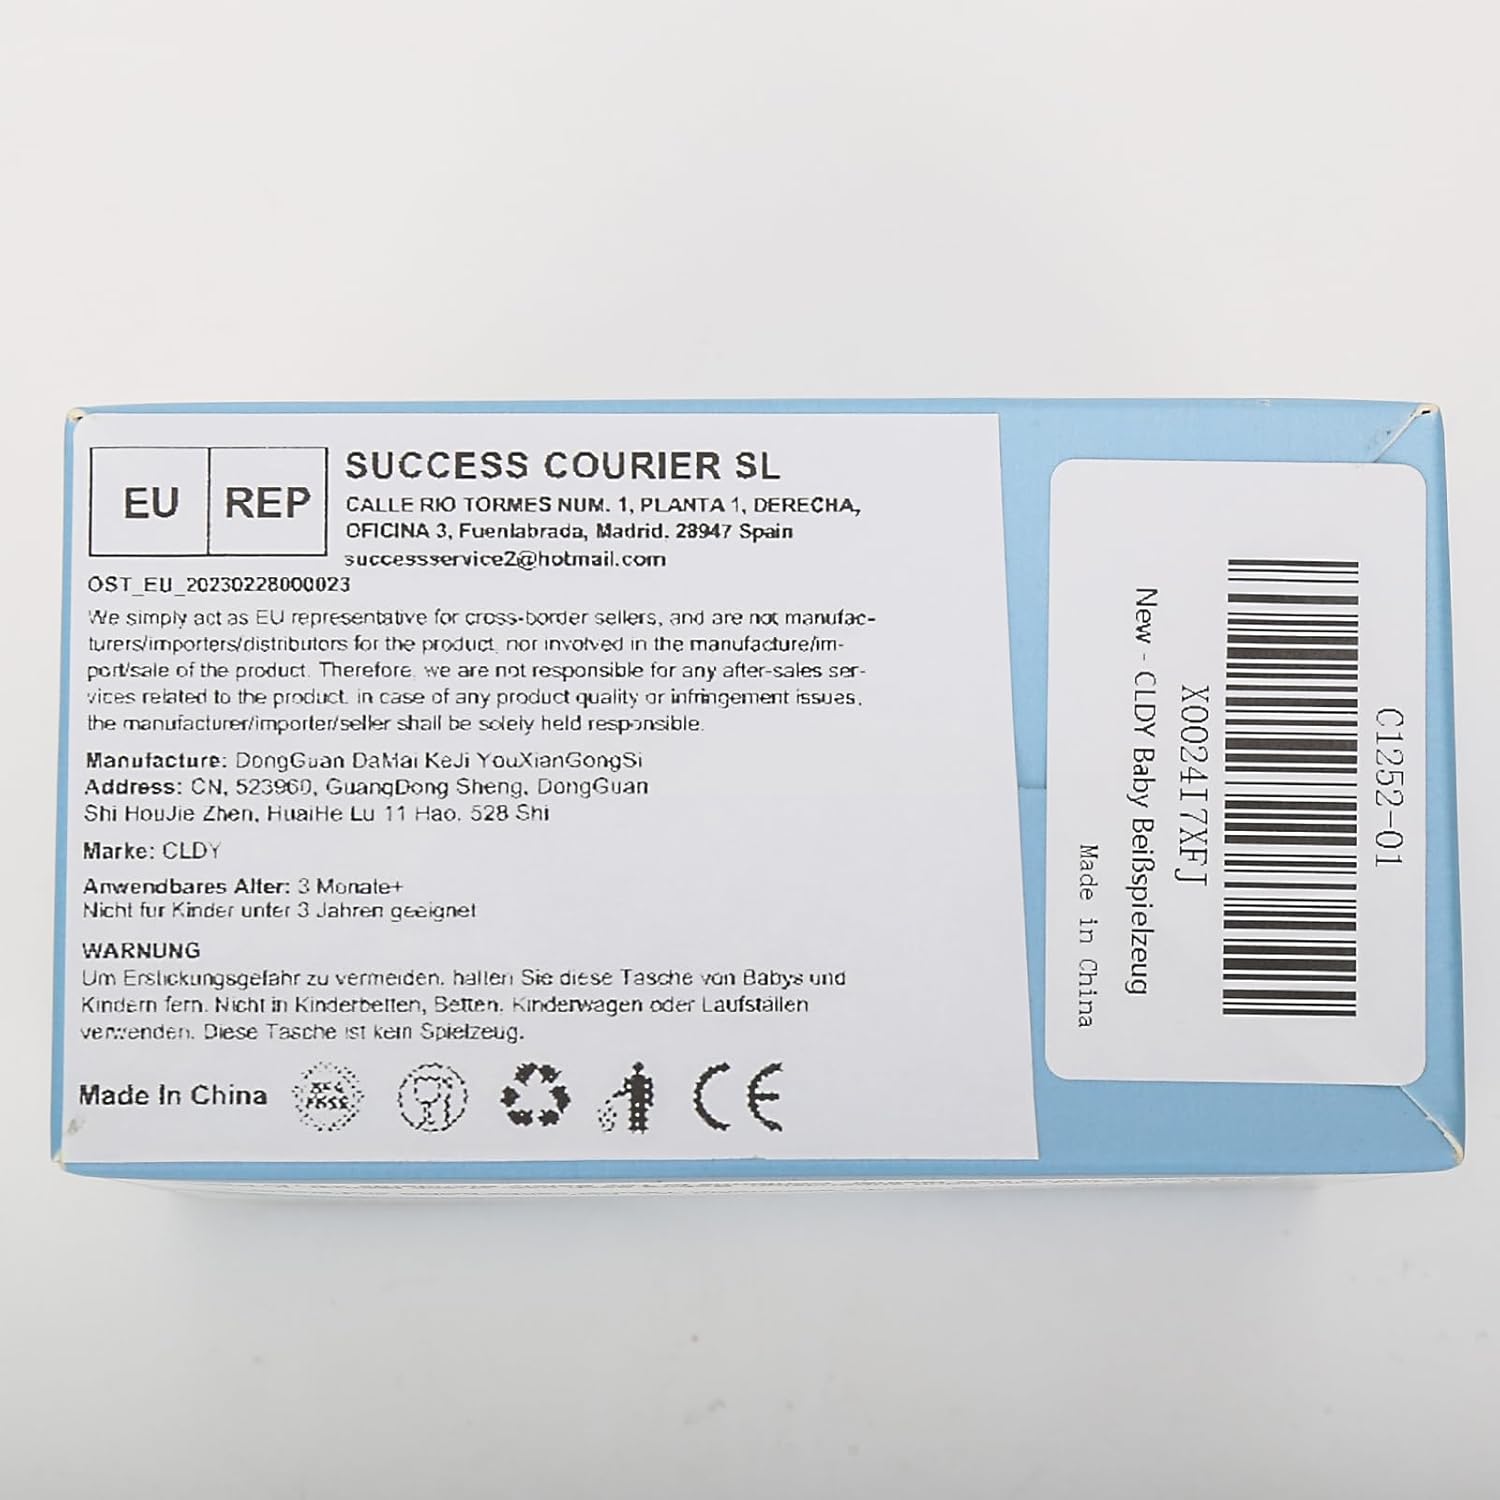 EU REP
SUCCESS COURIER SL
CALLE RIO TORMES NUM. 1, PLANTA 1, DERECHA,
OFICINA 3, Fuenlabrada, Madrid. 28947 Spain
successservice2@hotmail.com
OST_EU_20230228000023
We simply act as EU representative for cross-border sellers, and are not manufac-
turers/importers/distributors for the product, nor involved in the manufacture/im-
port/sale of the product. Therefore, we are not responsible for any after-sales ser-
vices related to the product. in case of any product quality or infringement issues,
the manufacturer/importer/seller shall be solely held responsible.
Manufacture: DongGuan DaMai KeJi YouXianGongSi
Address: CN, 523960, GuangDong Sheng, DongGuan
Shi HouJie Zhen, HuaiHe Lu 11 Hao. 528 Shi
Marke: CLDY
Anwendbares Alter: 3 Monate+
Nicht für Kinder unter 3 Jahren geeignet
WARNUNG
Um Erstickungsgefahr zu vermeiden, halten Sie diese Tasche von Babys und
Kindern fern. Nicht in Kinderbetten, Betten, Kinderwagen oder Laufställen
verwenden. Diese Tasche ist kein Spielzeug.
Made In China
CE
C1252-01
X0024I7XFJ
New - CLDY Baby Beißspielzeug
Made in China